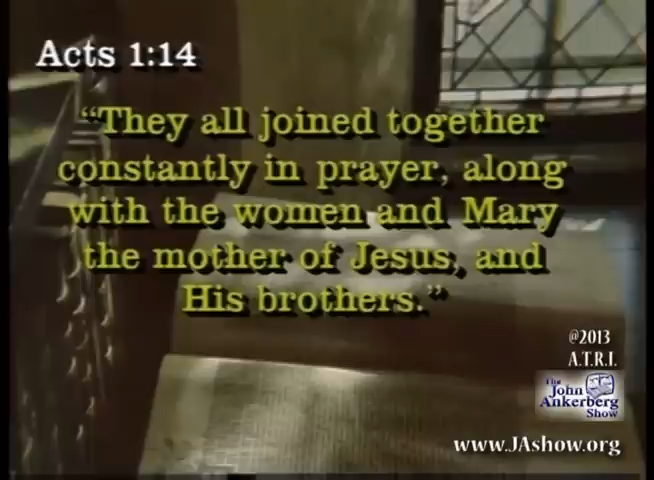 Acts 1:14
“They all joined together
constantly in prayer, along
with the women and Mary
the mother of Jesus, and
His brothers.”
@2013
A.T.R.I.
The
John
Ankerberg
Show
www.JAshow.org